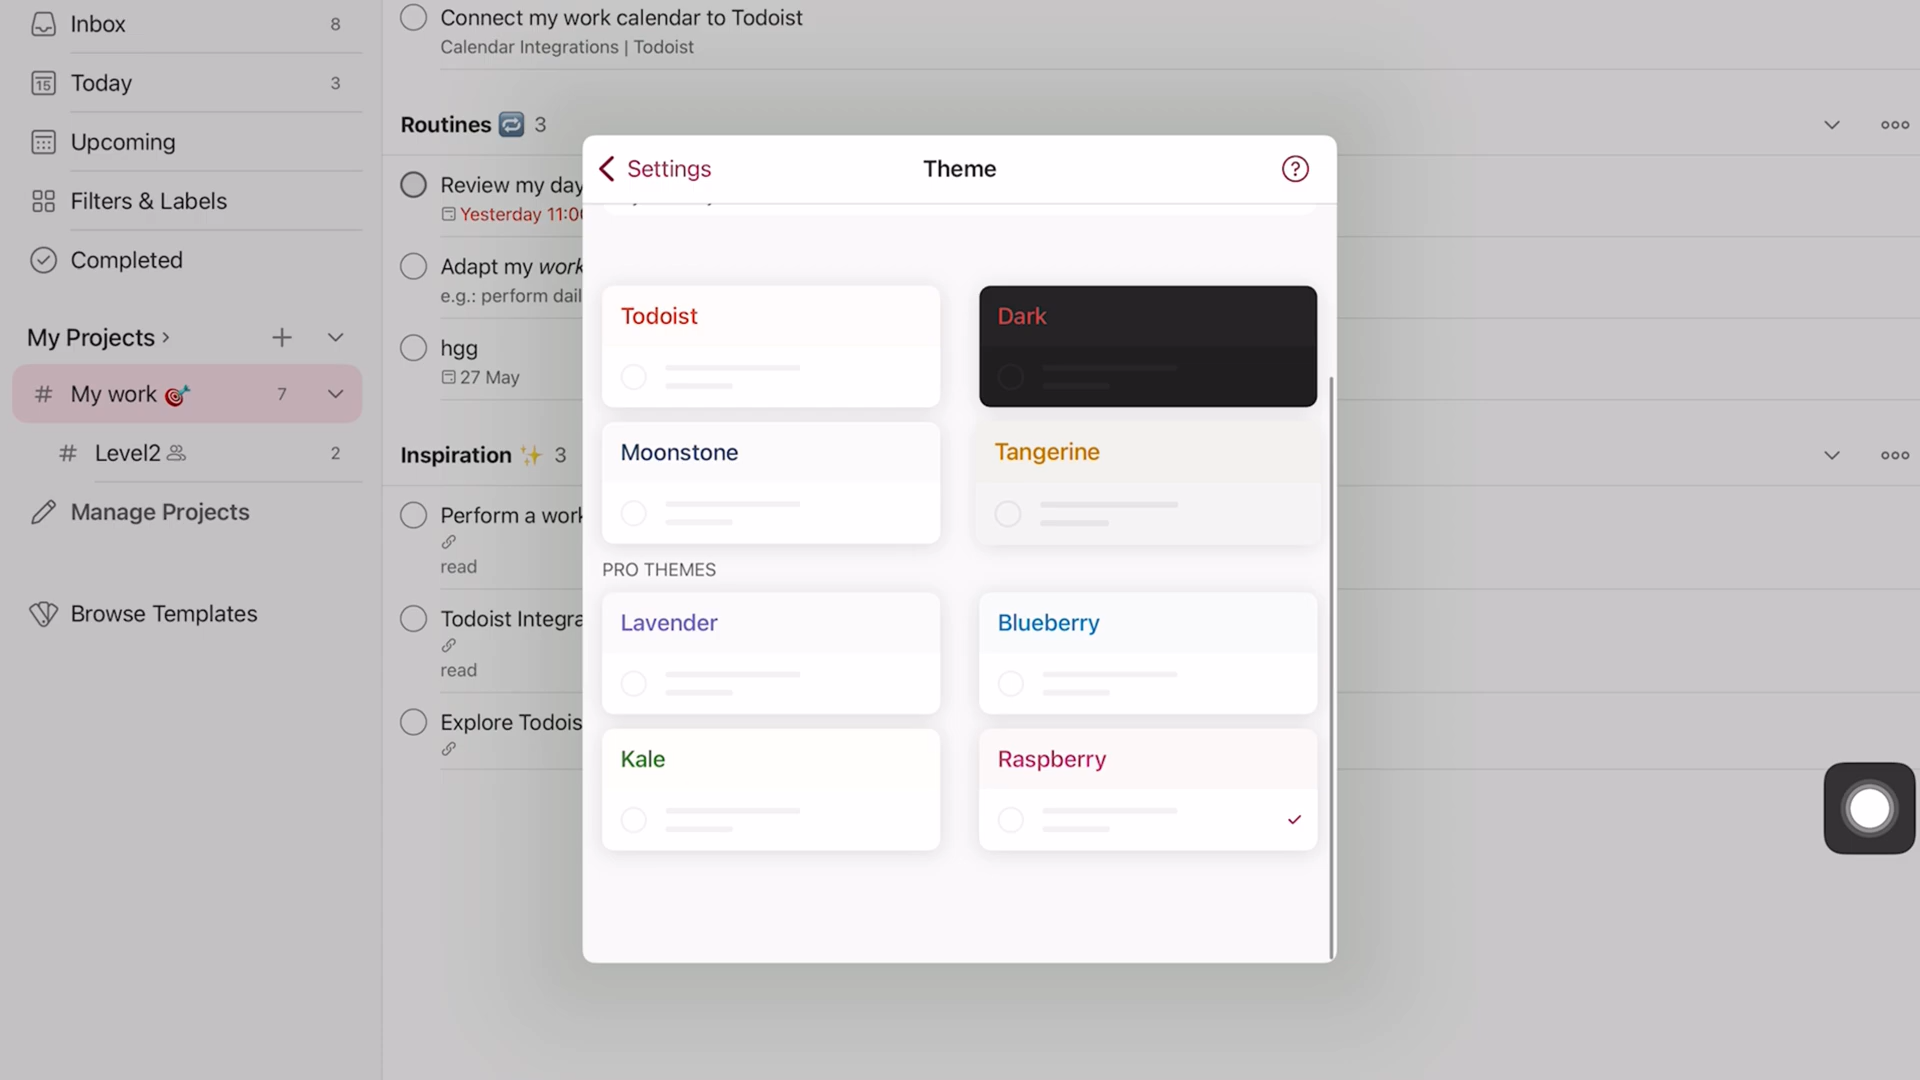 Inbox 8
15 Today 3
Upcoming
Filters & Labels
Completed
My Projects
# My work 🎯 7
# Level2 2
Manage Projects
Browse Templates
Connect my work calendar to Todoist
Calendar Integrations | Todoist
Routines 🔁 3
Review my day
Yesterday 11:0
Adapt my work
e.g.: perform dail
hgg
27 May
Inspiration ✨ 3
Perform a work
read
Todoist Integra
read
Explore Todois
Settings
Theme
?
Todoist
Dark
Moonstone
Tangerine
PRO THEMES
Lavender
Blueberry
Kale
Raspberry